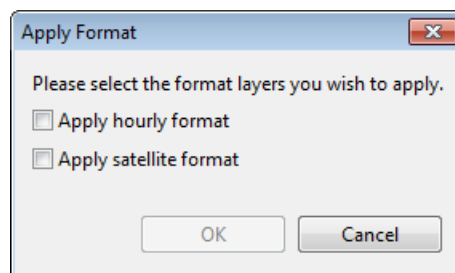 Apply Format
Please select the format layers you wish to apply.
Apply hourly format
Apply satellite format
OK
Cancel